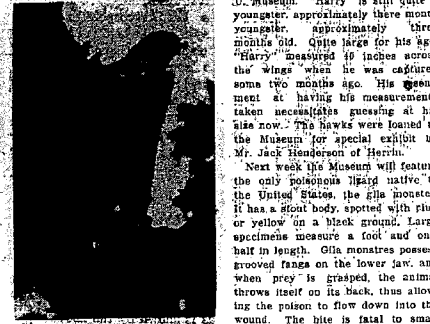 U. Museum. Harry is still quite
youngster, approximately there mont
youngster, approximately thre
months old. Quite large for his ag
"Harry" measured 40 inches acros
the wings when he was capture
some two months ago. His
ment at having his measuremen
taken necessitates guessing at h
size now. The hawks were loaned t
the Museum for special exhibit b
Mr. Jack Henderson of Herrin.
Next week the Museum will featur
the only poisonous lizard native t
the United States, the gila monste
It has a stout body, spotted with pin
or yellow on a black ground. Larg
specimens measure a foot and on
half in length. Gila monstres posse
grooved fangs on the lower jaw, an
when prey is grasped, the anima
throws itself on its back, thus allow
ing the poison to flow down into th
wound. The bite is fatal to sma